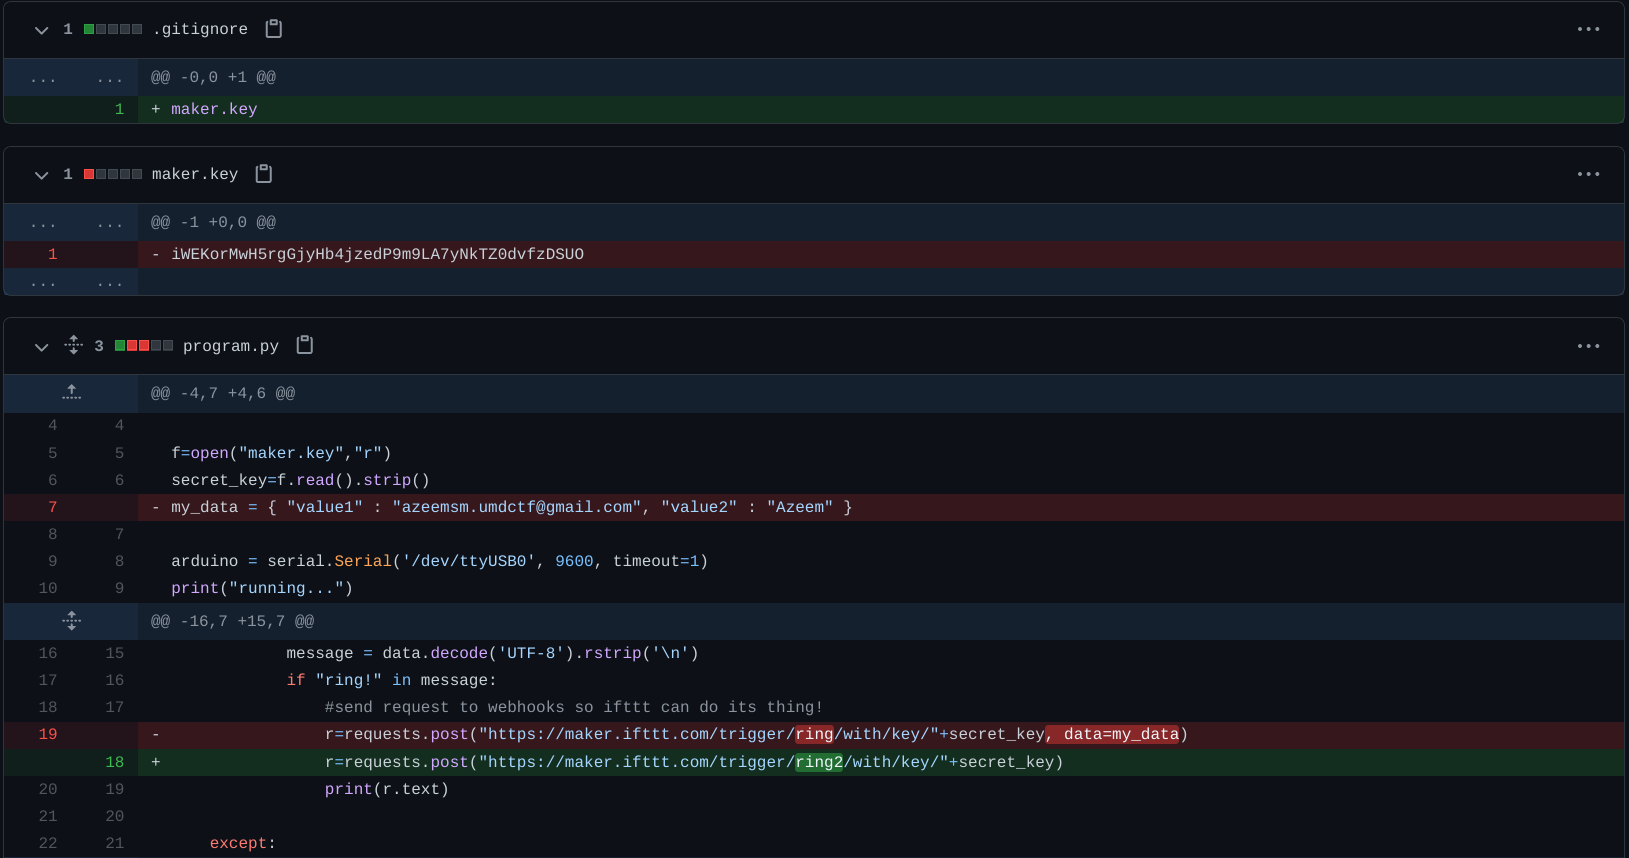 1 .gitignore
... ... @@ -0,0 +1 @@
1 + maker.key
1 maker.key
... ... @@ -1 +0,0 @@
1 - iWEKorMwH5rgGjyHb4jzedP9m9LA7yNkTZ0dvfzDSUO
... ...
3 program.py
@@ -4,7 +4,6 @@
4 4
5 5 f=open("maker.key","r")
6 6 secret_key=f.read().strip()
7 - my_data = { "value1" : "azeemsm.umdctf@gmail.com", "value2" : "Azeem" }
8 7
9 8 arduino = serial.Serial('/dev/ttyUSB0', 9600, timeout=1)
10 9 print("running...")
@@ -16,7 +15,7 @@
16 15 message = data.decode('UTF-8').rstrip('\n')
17 16 if "ring!" in message:
18 17 #send request to webhooks so ifttt can do its thing!
19 - r=requests.post("https://maker.ifttt.com/trigger/ring/with/key/"+secret_key, data=my_data)
18 + r=requests.post("https://maker.ifttt.com/trigger/ring2/with/key/"+secret_key)
20 19 print(r.text)
21 20
22 21 except: